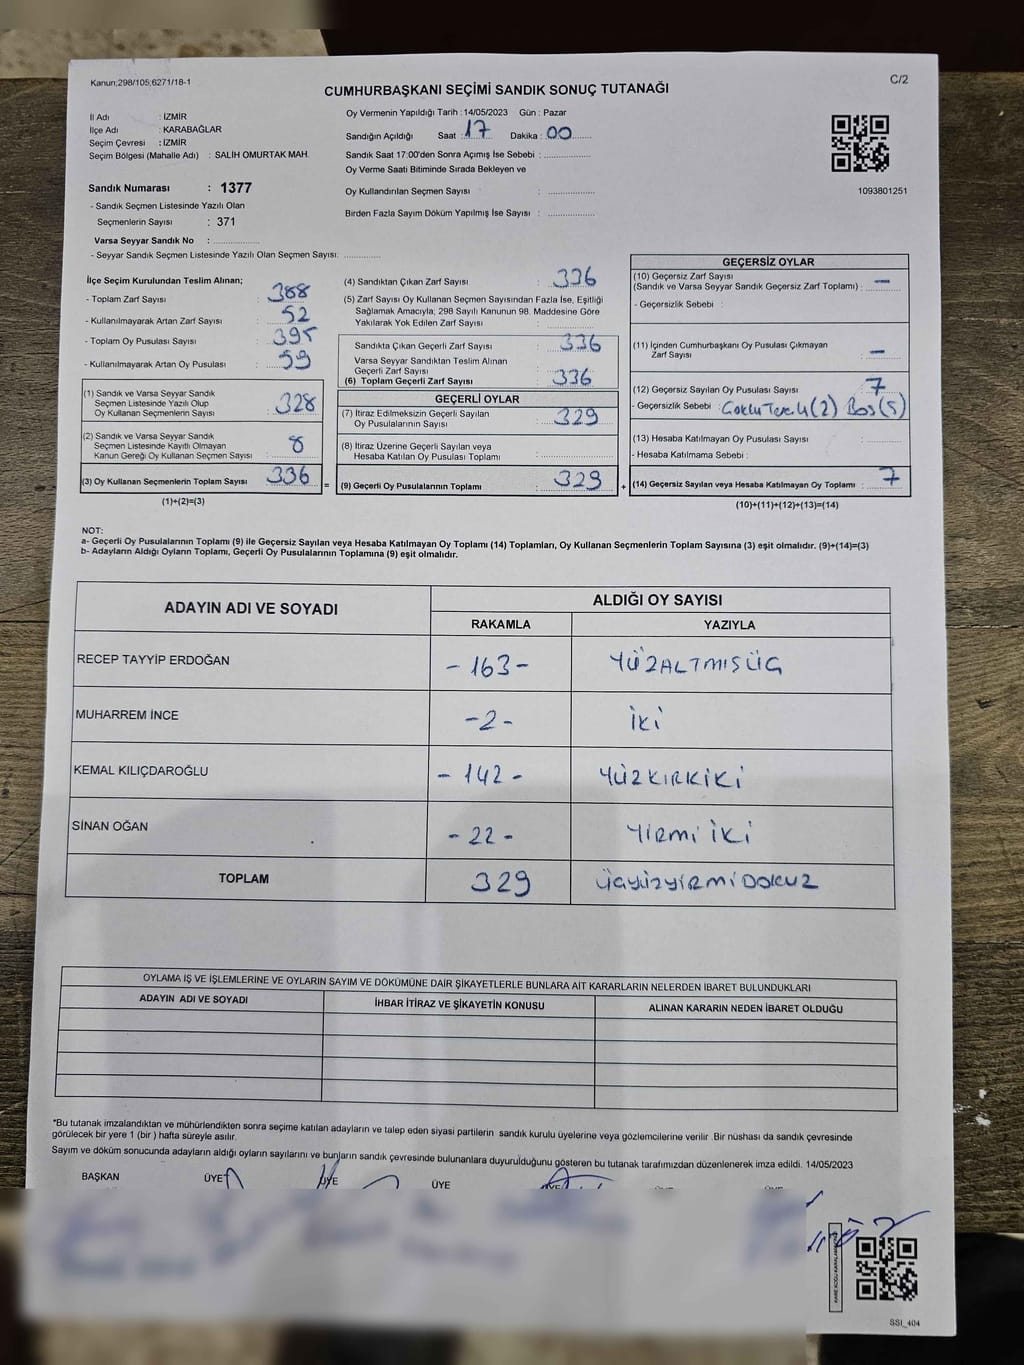 Kanun;298/105;6271/18-1
C/2
CUMHURBAŞKANI SEÇİMİ SANDIK SONUÇ TUTANAĞI
İl Adı : İZMİR
İlçe Adı : KARABAĞLAR
Seçim Çevresi : İZMİR
Seçim Bölgesi (Mahalle Adı) : SALİH OMURTAK MAH.
Sandık Numarası : 1377
- Sandık Seçmen Listesinde Yazılı Olan
Seçmenlerin Sayısı : 371
Varsa Seyyar Sandık No :
- Seyyar Sandık Seçmen Listesinde Yazılı Olan Seçmen Sayısı:
Oy Vermenin Yapıldığı Tarih : 14/05/2023 Gün : Pazar
Sandığın Açıldığı Saat : 17 Dakika : 00
Sandık Saat 17:00'den Sonra Açımış İse Sebebi :
Oy Verme Saati Bitiminde Sırada Bekleyen ve
Oy Kullandırılan Seçmen Sayısı :
Birden Fazla Sayım Döküm Yapılmış İse Sayısı :
1093801251
İlçe Seçim Kurulundan Teslim Alınan;
- Toplam Zarf Sayısı : 388
- Kullanılmayarak Artan Zarf Sayısı : 52
- Toplam Oy Pusulası Sayısı : 395
- Kullanılmayarak Artan Oy Pusulası : 59
(1) Sandık ve Varsa Seyyar Sandık
Seçmen Listesinde Yazılı Olup
Oy Kullanan Seçmenlerin Sayısı : 328
(2) Sandık ve Varsa Seyyar Sandık
Seçmen Listesinde Kayıtlı Olmayan
Kanun Gereği Oy Kullanan Seçmen Sayısı : 8
(3) Oy Kullanan Seçmenlerin Toplam Sayısı : 336 =
(1)+(2)=(3)
(4) Sandıktan Çıkan Zarf Sayısı : 336
(5) Zarf Sayısı Oy Kullanan Seçmen Sayısından Fazla İse, Eşitliği
Sağlamak Amacıyla; 298 Sayılı Kanunun 98. Maddesine Göre
Yakılarak Yok Edilen Zarf Sayısı :
Sandıkta Çıkan Geçerli Zarf Sayısı : 336
Varsa Seyyar Sandıktan Teslim Alınan
Geçerli Zarf Sayısı :
(6) Toplam Geçerli Zarf Sayısı : 336
GEÇERLİ OYLAR
(7) İtiraz Edilmeksizin Geçerli Sayılan
Oy Pusulalarının Sayısı : 329
(8) İtiraz Üzerine Geçerli Sayılan veya
Hesaba Katılan Oy Pusulası Toplamı :
(9) Geçerli Oy Pusulalarının Toplamı : 329 +
GEÇERSİZ OYLAR
(10) Geçersiz Zarf Sayısı
(Sandık ve Varsa Seyyar Sandık Geçersiz Zarf Toplamı) : —
- Geçersizlik Sebebi :
(11) İçinden Cumhurbaşkanı Oy Pusulası Çıkmayan
Zarf Sayısı : —
(12) Geçersiz Sayılan Oy Pusulası Sayısı : 7
- Geçersizlik Sebebi : (2) Boş(5)
(13) Hesaba Katılmayan Oy Pusulası Sayısı :
- Hesaba Katılmama Sebebi :
(14) Geçersiz Sayılan veya Hesaba Katılmayan Oy Toplamı : 7
(10)+(11)+(12)+(13)=(14)
NOT:
a- Geçerli Oy Pusulalarının Toplamı (9) ile Geçersiz Sayılan veya Hesaba Katılmayan Oy Toplamı (14) Toplamları, Oy Kullanan Seçmenlerin Toplam Sayısına (3) eşit olmalıdır. (9)+(14)=(3)
b- Adayların Aldığı Oyların Toplamı, Geçerli Oy Pusulalarının Toplamına (9) eşit olmalıdır.
ADAYIN ADI VE SOYADI
ALDIĞI OY SAYISI
RAKAMLA YAZIYLA
RECEP TAYYİP ERDOĞAN -163- YÜZALTMIŞÜÇ
MUHARREM İNCE -2- İKİ
KEMAL KILIÇDAROĞLU -142- YÜZKIRKİKİ
SİNAN OĞAN -22- YİRMİ İKİ
TOPLAM 329 ÜÇYÜZYİRMİDOKUZ
OYLAMA İŞ VE İŞLEMLERİNE VE OYLARIN SAYIM VE DÖKÜMÜNE DAİR ŞİKAYETLERLE BUNLARA AİT KARARLARIN NELERDEN İBARET BULUNDUKLARI
ADAYIN ADI VE SOYADI İHBAR İTİRAZ VE ŞİKAYETİN KONUSU ALINAN KARARIN NEDEN İBARET OLDUĞU
*Bu tutanak imzalandıktan ve mühürlendikten sonra seçime katılan adayların ve talep eden siyasi partilerin sandık kurulu üyelerine veya gözlemcilerine verilir .Bir nüshası da sandık çevresinde
görülecek bir yere 1 (bir ) hafta süreyle asılır.
Sayım ve döküm sonucunda adayların aldığı oyların sayılarını ve bunların sandık çevresinde bulunanlara duyurulduğunu gösteren bu tutanak tarafımızdan düzenlenerek imza edildi. 14/05/2023
BAŞKAN ÜYE ÜYE ÜYE
SSI_404